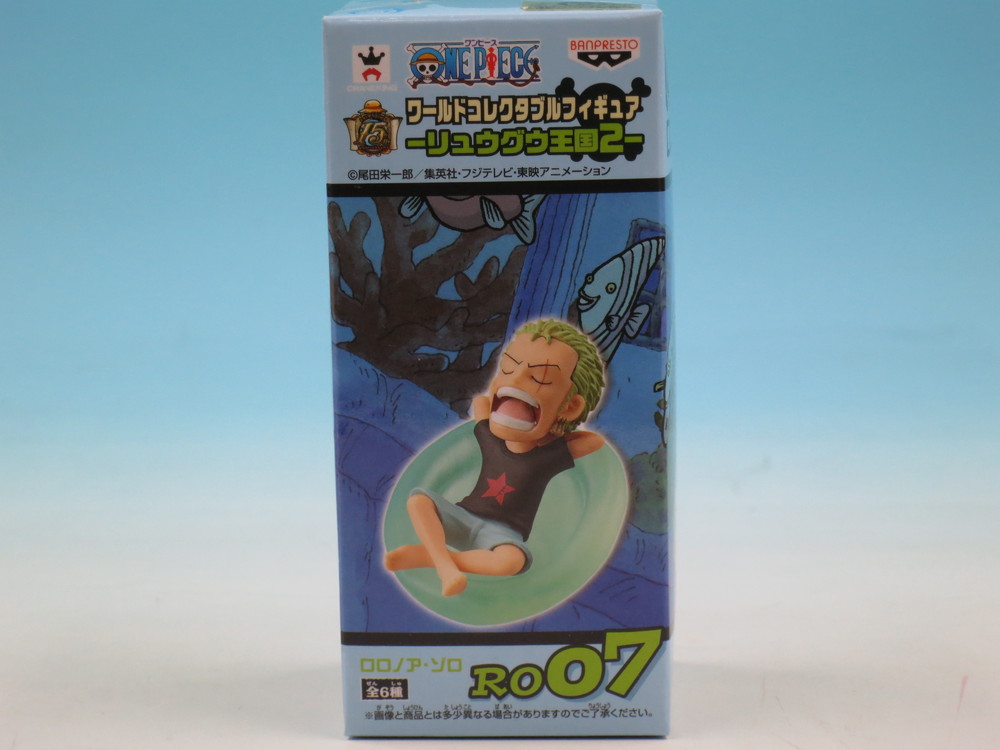 ワンピース
ONE PIECE
BANPRESTO
15
ワールドコレクタブルフィギュア
-リュウグウ王国2-
©尾田栄一郎／集英社・フジテレビ・東映アニメーション
ロロノア・ゾロ
RO07
全6種
※画像と商品とは多少異なる場合がありますのでご了承ください。